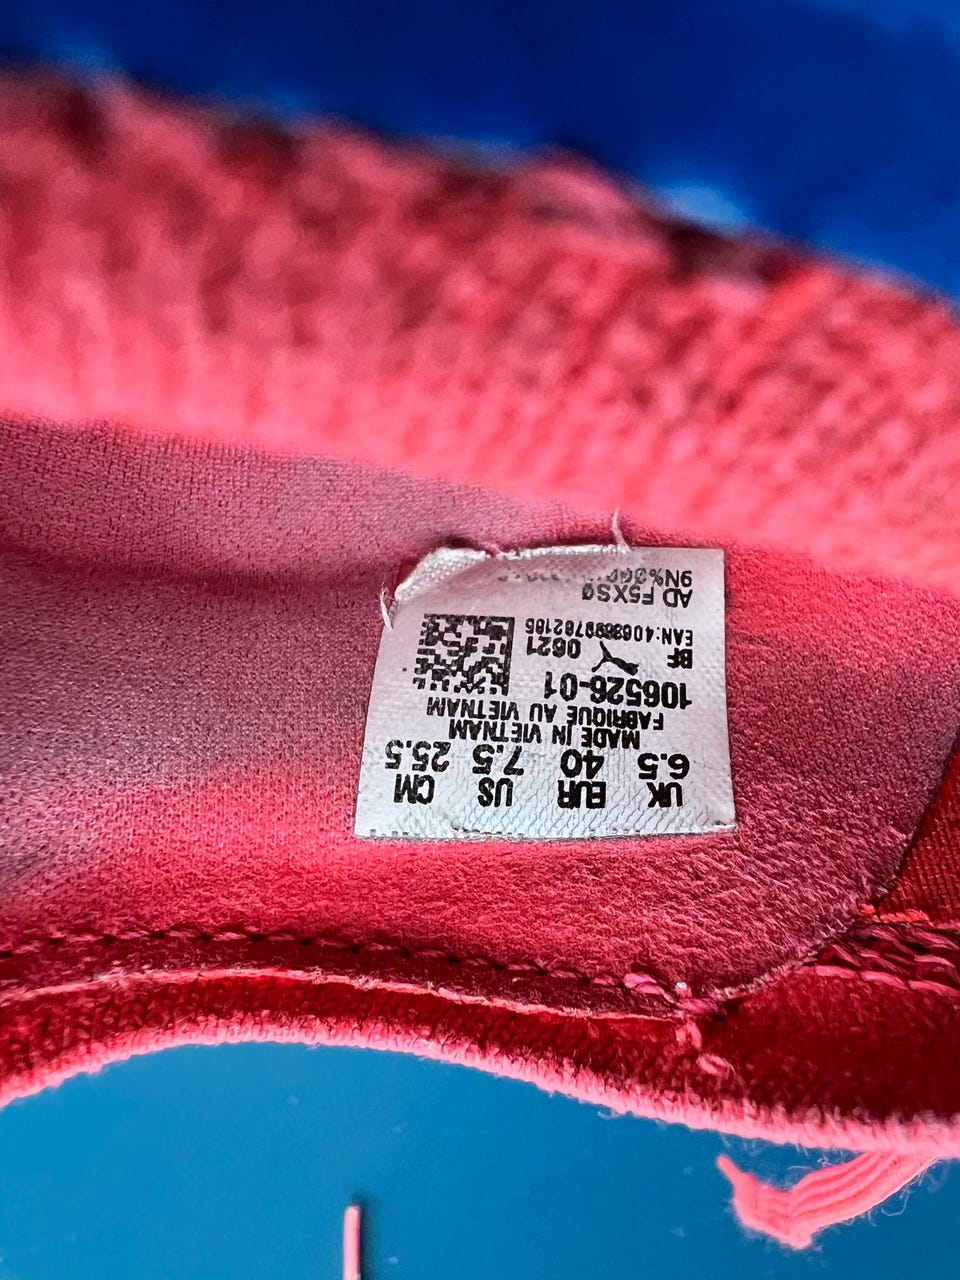 UK EUR US CM
6.5 40 7.5 25.5
MADE IN VIETNAM
FABRIQUE AU VIETNAM
106526-01
BF 0621
EAN:
AD F5XS0